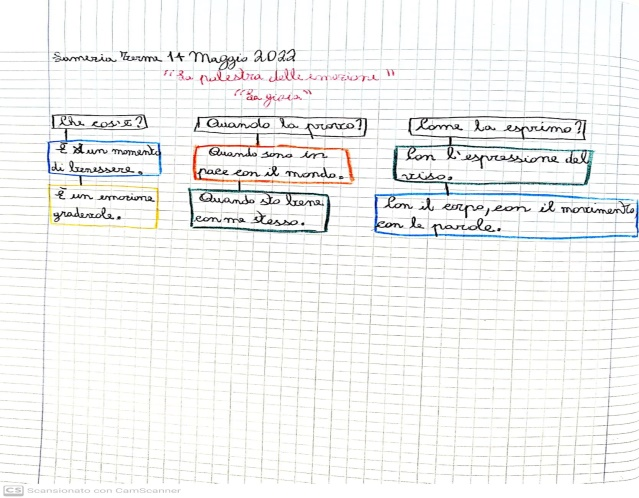 Lamezia Terme 14 Maggio 2022
"La palestra delle emozione"
"La gioia"
Che cos'è?
È un momento
di benessere.
È un emozione
gradevole.
Quando la provo?
Quando sono in
pace con il mondo.
Quando sto bene
con me stesso.
Come la esprimo?
Con l'espressione del
viso.
Con il corpo, con il movimento
con le parole.
CS Scansionato con CamScanner